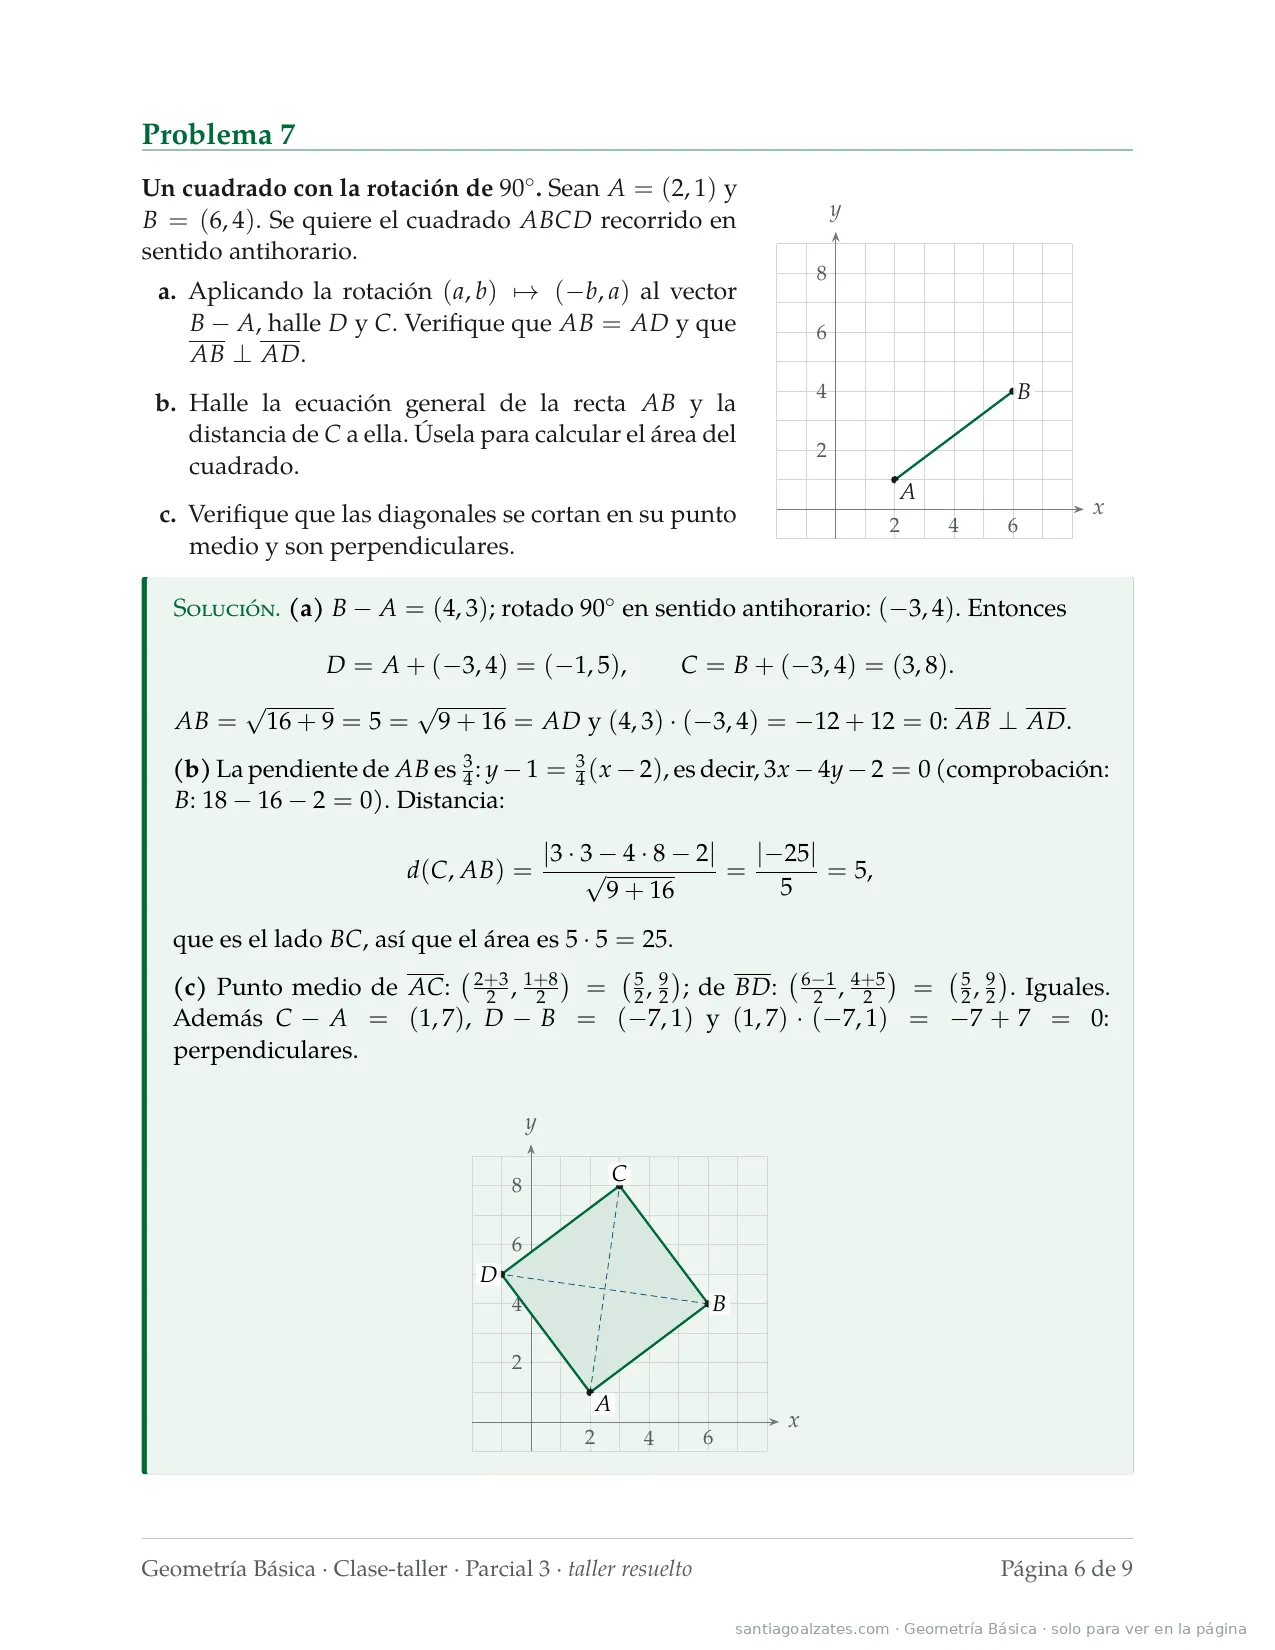 Problema 7
Un cuadrado con la rotación de 90°. Sean A = (2, 1) y
B = (6, 4). Se quiere el cuadrado ABCD recorrido en
sentido antihorario.
a. Aplicando la rotación (a, b) ↦ (−b, a) al vector
B − A, halle D y C. Verifique que AB = AD y que
A̅B̅ ⊥ A̅D̅.
b. Halle la ecuación general de la recta AB y la
distancia de C a ella. Úsela para calcular el área del
cuadrado.
c. Verifique que las diagonales se cortan en su punto
medio y son perpendiculares.
y
8
6
4
2
B
A
2 4 6
x
Solución. (a) B − A = (4, 3); rotado 90° en sentido antihorario: (−3, 4). Entonces
D = A + (−3, 4) = (−1, 5), C = B + (−3, 4) = (3, 8).
AB = √(16 + 9) = 5 = √(9 + 16) = AD y (4, 3) · (−3, 4) = −12 + 12 = 0: A̅B̅ ⊥ A̅D̅.
(b) La pendiente de AB es 3/4: y − 1 = 3/4(x − 2), es decir, 3x − 4y − 2 = 0 (comprobación:
B: 18 − 16 − 2 = 0). Distancia:
d(C, AB) = |3 · 3 − 4 · 8 − 2| / √(9 + 16) = |−25| / 5 = 5,
que es el lado BC, así que el área es 5 · 5 = 25.
(c) Punto medio de A̅C̅: (2+3/2, 1+8/2) = (5/2, 9/2); de B̅D̅: (6−1/2, 4+5/2) = (5/2, 9/2). Iguales.
Además C − A = (1, 7), D − B = (−7, 1) y (1, 7) · (−7, 1) = −7 + 7 = 0:
perpendiculares.
y
C
8
6
D
4
B
2
A
2 4 6
x
Geometría Básica · Clase-taller · Parcial 3 · taller resuelto Página 6 de 9
santiagoalzates.com · Geometría Básica · solo para ver en la página